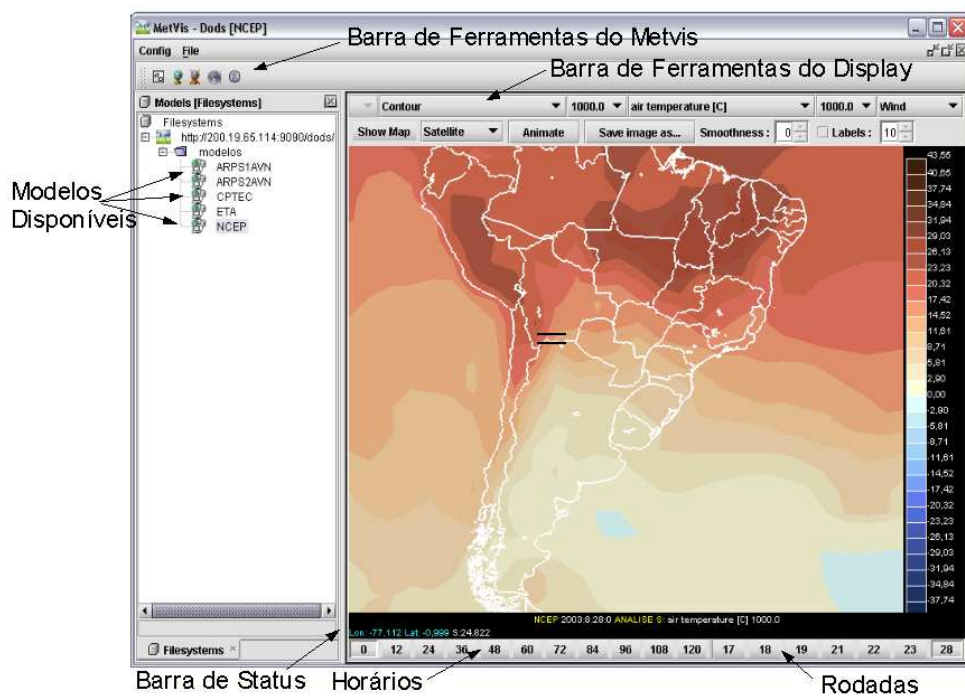 MetVis - Dods [NCEP]
Barra de Ferramentas do Metvis
Config File
Barra de Ferramentas do Display
Models [Filesystems]
Contour 1000.0 air temperature [C] 1000.0 Wind
Filesystems
http://200.19.65.114:9090/dods/
modelos
ARPS1AVN
ARPS2AVN
CPTEC
ETA
NCEP
Modelos
Disponíveis
Show Map Satellite Animate Save image as... Smoothness : 0 Labels : 10
43,55
40,65
37,74
34,84
31,94
29,03
26,13
23,23
20,32
17,42
14,52
11,61
8,71
5,81
2,90
0,00
-2,90
-5,81
-8,71
-11,61
-14,52
-17,42
-20,32
-23,23
-26,13
-29,03
-31,94
-34,84
-37,74
NCEP 2003:8:28:0 ANALISE S: air temperature [C] 1000.0
Lon: -77,112 Lat -0,999 S:24,822
0 12 24 36 48 60 72 84 96 108 120 17 18 19 21 22 23 28
Filesystems
Barra de Status Horários Rodadas